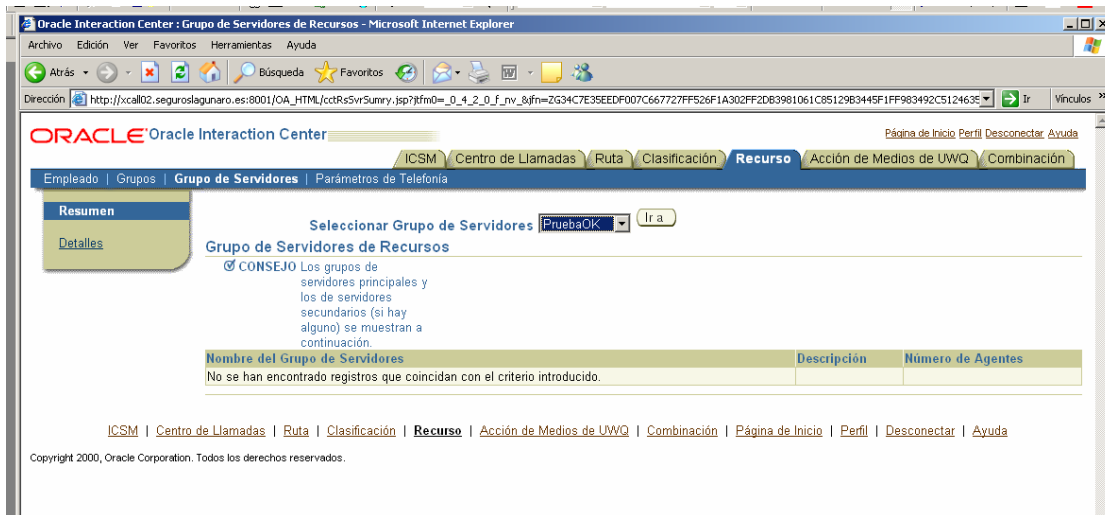 Oracle Interaction Center : Grupo de Servidores de Recursos - Microsoft Internet Explorer
Archivo Edición Ver Favoritos Herramientas Ayuda
Atrás Búsqueda Favoritos
Dirección http://xcall02.seguroslagunaro.es:8001/OA_HTML/cctRsSvrSumry.jsp?jtfm0=_0_4_2_0_f_nv_&jfn=ZG34C7E35EEDF007C667727FF526F1A302FF2DB3981061C85129B3445F1FF983492C5124635 Ir Vínculos »
ORACLE Oracle Interaction Center
Página de Inicio Perfil Desconectar Ayuda
ICSM Centro de Llamadas Ruta Clasificación Recurso Acción de Medios de UWQ Combinación
Empleado | Grupos | Grupo de Servidores | Parámetros de Telefonía
Resumen
Detalles
Seleccionar Grupo de Servidores PruebaOK Ir a
Grupo de Servidores de Recursos
CONSEJO Los grupos de
servidores principales y
los de servidores
secundarios (si hay
alguno) se muestran a
continuación.
Nombre del Grupo de Servidores Descripción Número de Agentes
No se han encontrado registros que coincidan con el criterio introducido.
ICSM | Centro de Llamadas | Ruta | Clasificación | Recurso | Acción de Medios de UWQ | Combinación | Página de Inicio | Perfil | Desconectar | Ayuda
Copyright 2000, Oracle Corporation. Todos los derechos reservados.